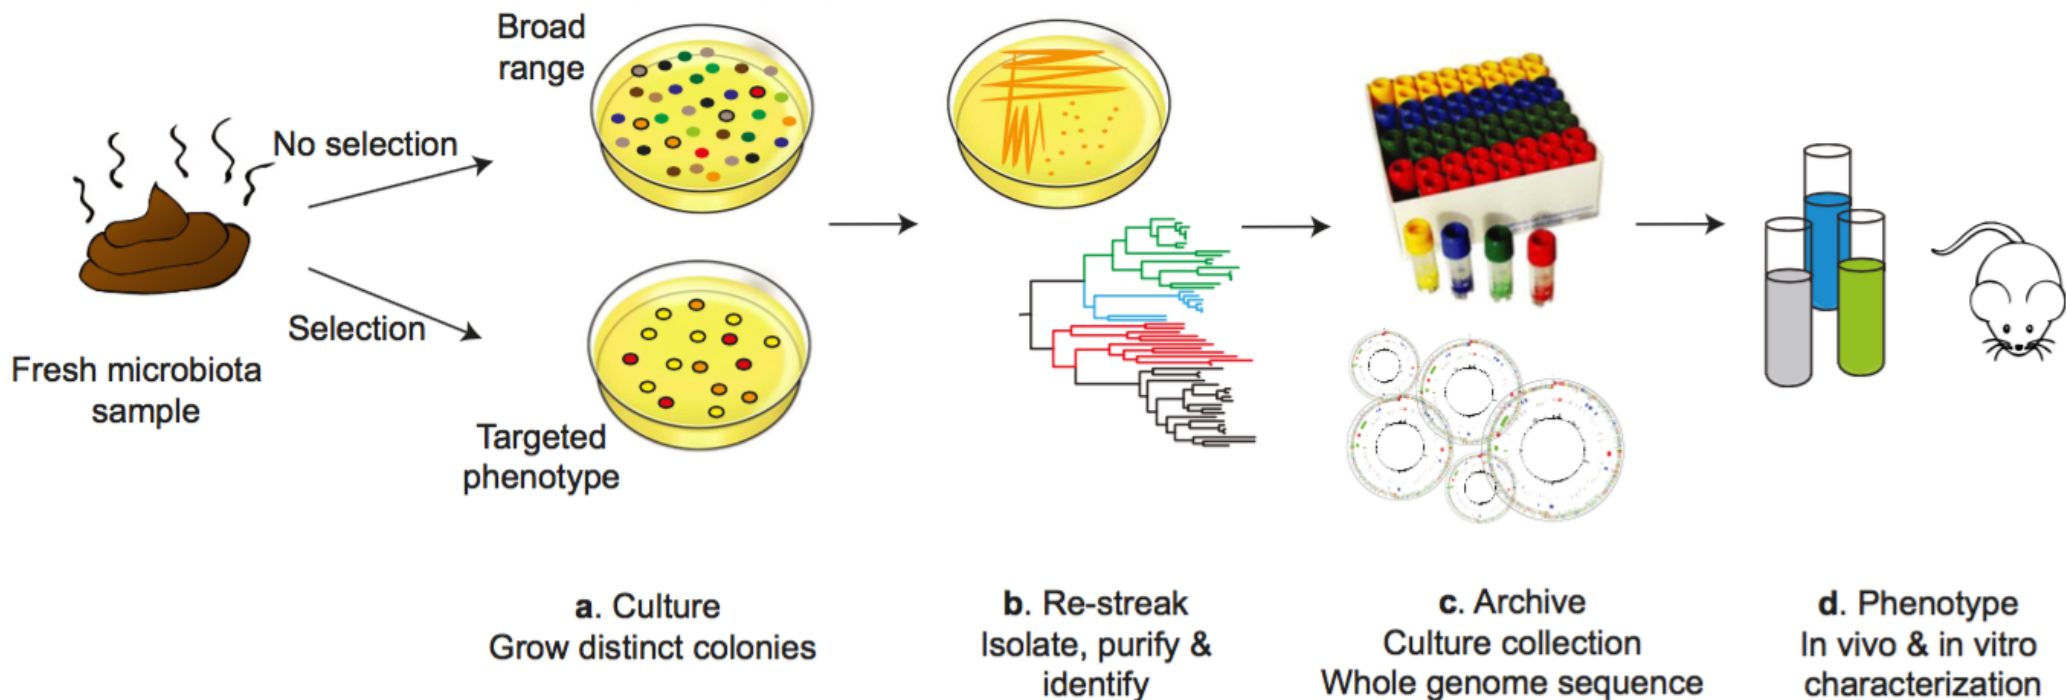 Broad
range
No selection
Selection
Fresh microbiota
sample
Targeted
phenotype
a. Culture
Grow distinct colonies
b. Re-streak
Isolate, purify &
identify
c. Archive
Culture collection
Whole genome sequence
d. Phenotype
In vivo & in vitro
characterization